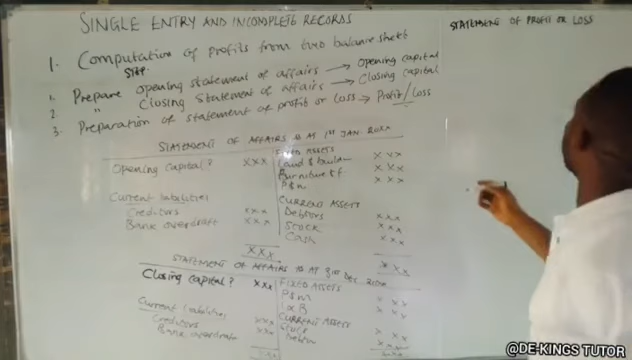 SINGLE ENTRY AND INCOMPLETE RECORDS
STATEMENT OF PROFIT OR LOSS
1. Computation of profits from two balance sheet
Step
1. Prepare opening statement of affairs → Opening capital
2. " Closing Statement of affairs → Closing capital
3. Preparation of statement of profit or loss → Profit/Loss
STATEMENT OF AFFAIRS AS AT 1ST JAN 20xx
FIXED ASSETS
Opening capital? xxx Land & build xxx
Furniture & f xxx
P&M xxx
Current liabilities CURRENT ASSETS
Creditors xxx Debtors xxx
Bank overdraft xxx Stock xxx
Cash xxx
xxx xxx
STATEMENT OF AFFAIRS AS AT 31ST DEC 20xx
Closing capital? xxx FIXED ASSETS
P&M xxx
L&B xxx
Current liabilities CURRENT ASSETS
Creditors xxx Stock xxx
Bank overdraft xxx Debtors xxx
xxx xxx
@DE-KINGS TUTOR